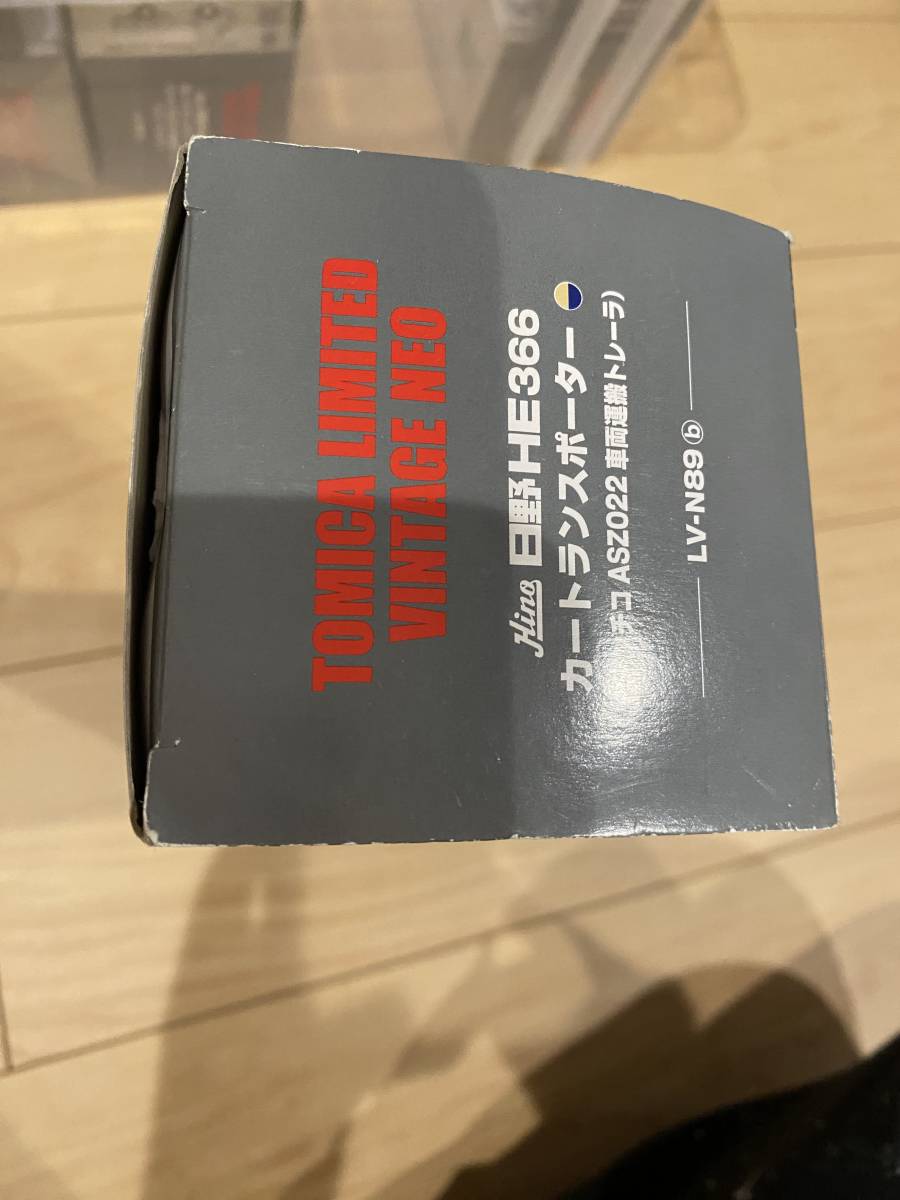 TOMICA LIMITED
VINTAGE NEO
Hino 日野HE366
カートランスポーター
チコ ASZ022 車両運搬トレーラ)
LV-N89 ⓑ